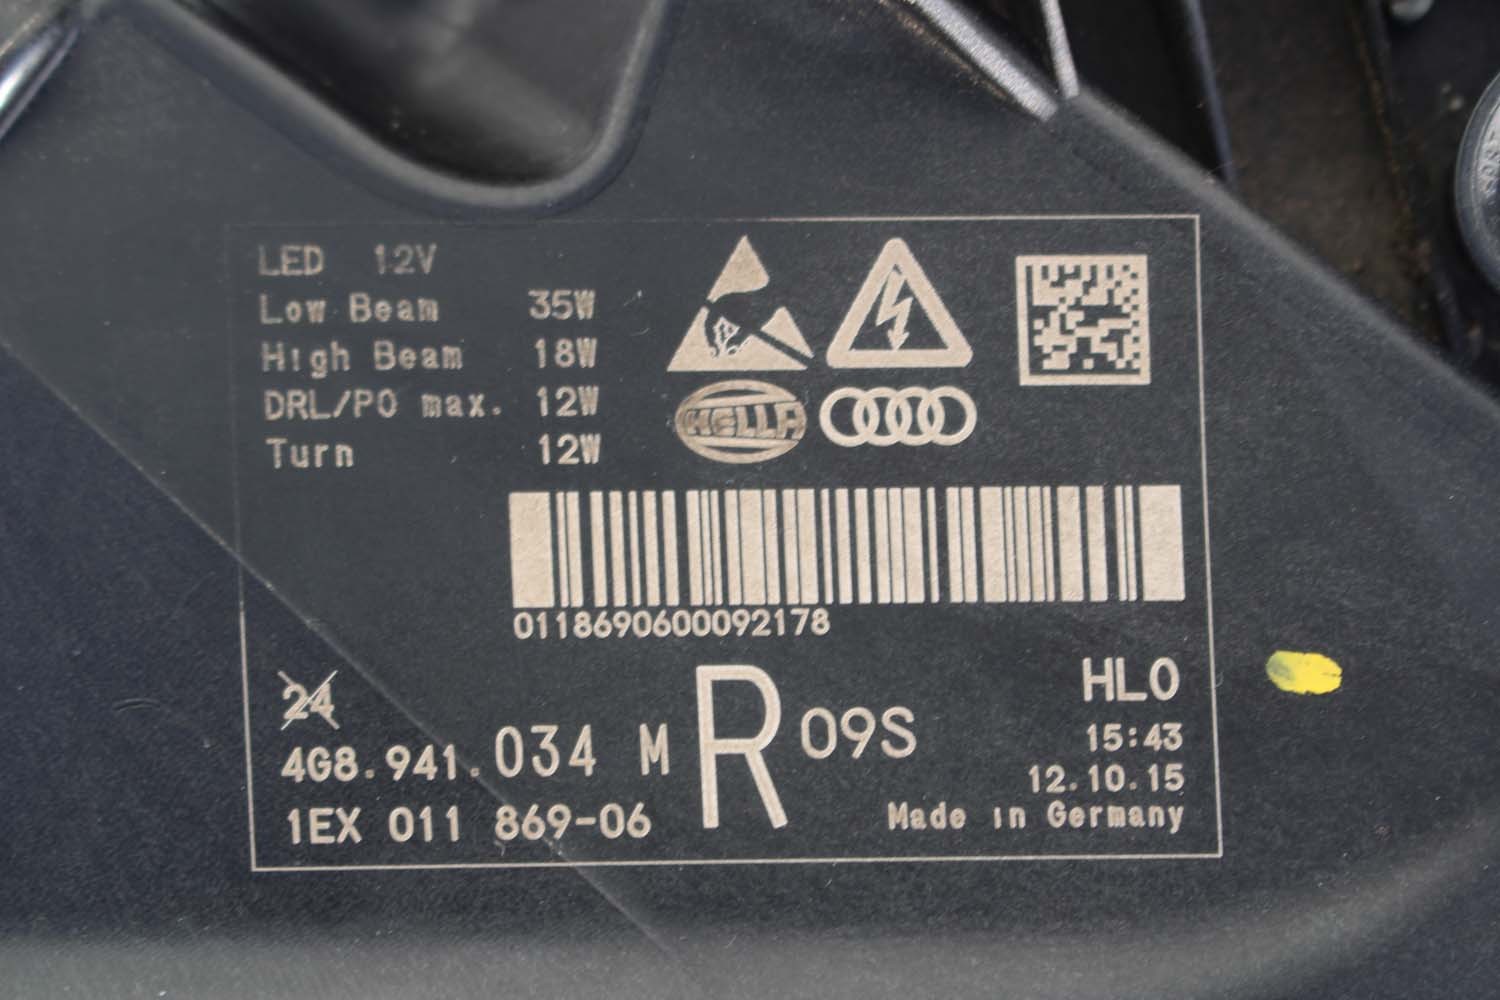 LED 12V
Low Beam 35W
High Beam 18W
DRL/PO max. 12W
Turn 12W
HELLA
0118690600092178
24
4G8.941.034 M
R
09S
1EX 011 869-06
HLO
15:43
12.10.15
Made in Germany